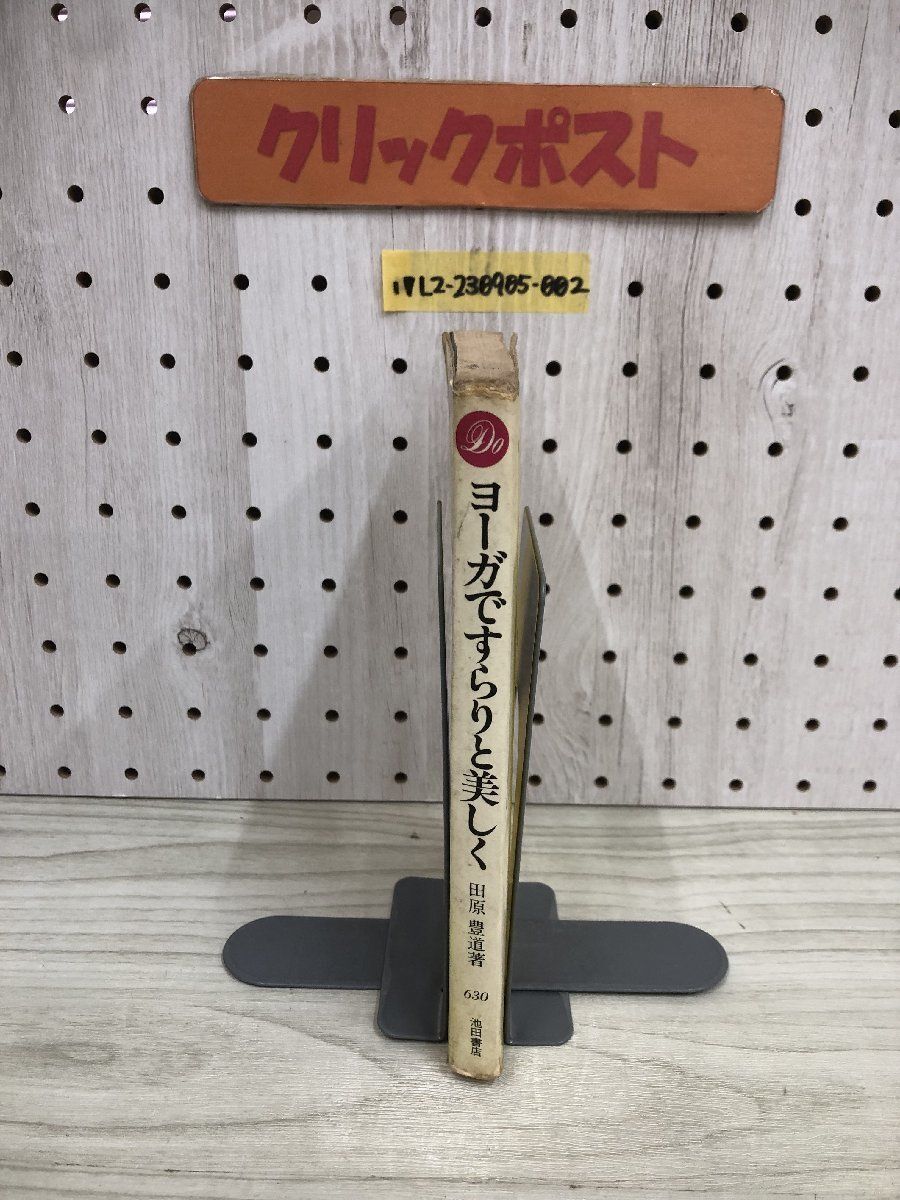 クリックポスト
117L2-230905-002
Do
ヨーガですらりと美しく
田原豊道著
630
池田書店